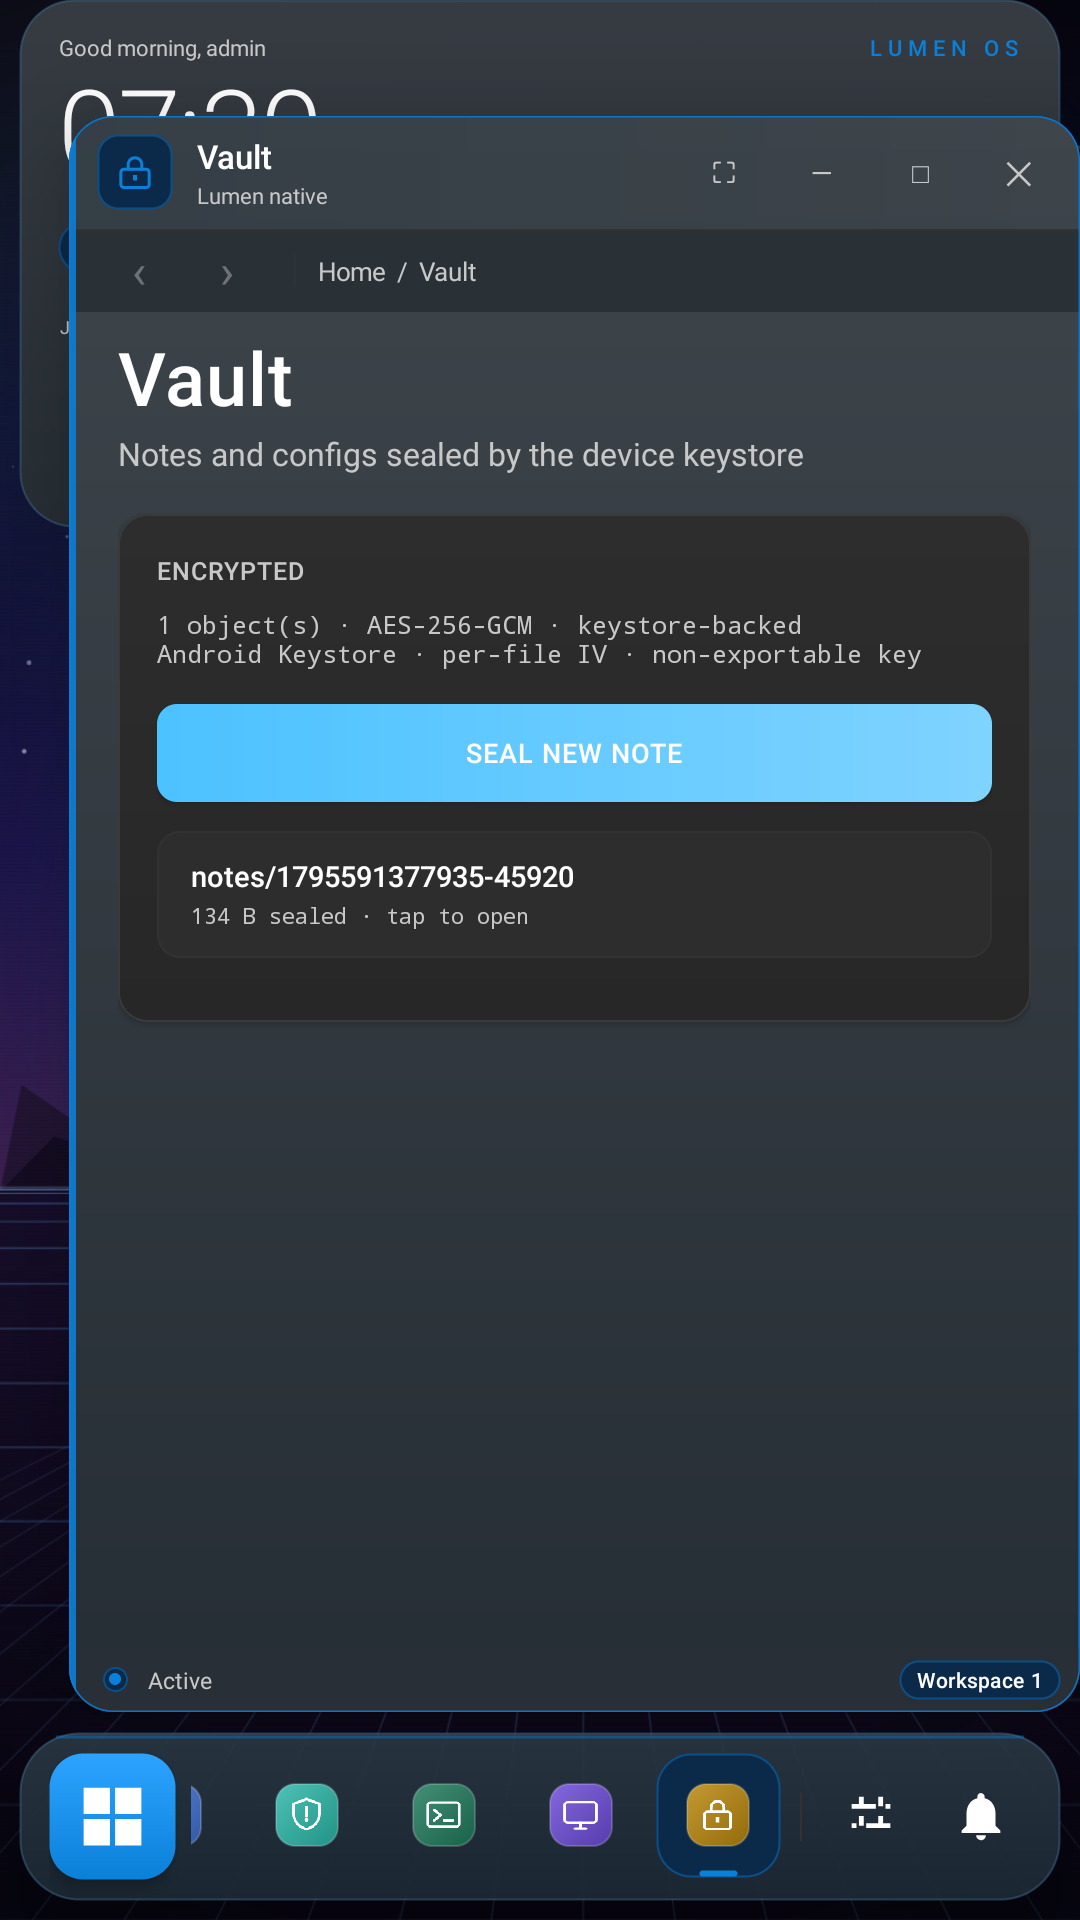 Good morning, admin
LUMEN OS
07:39
Vault
Lumen native
Home / Vault
Vault
Notes and configs sealed by the device keystore
ENCRYPTED
1 object(s) · AES-256-GCM · keystore-backed
Android Keystore · per-file IV · non-exportable key
SEAL NEW NOTE
notes/1795591377935-45920
134 B sealed · tap to open
Active
Workspace 1